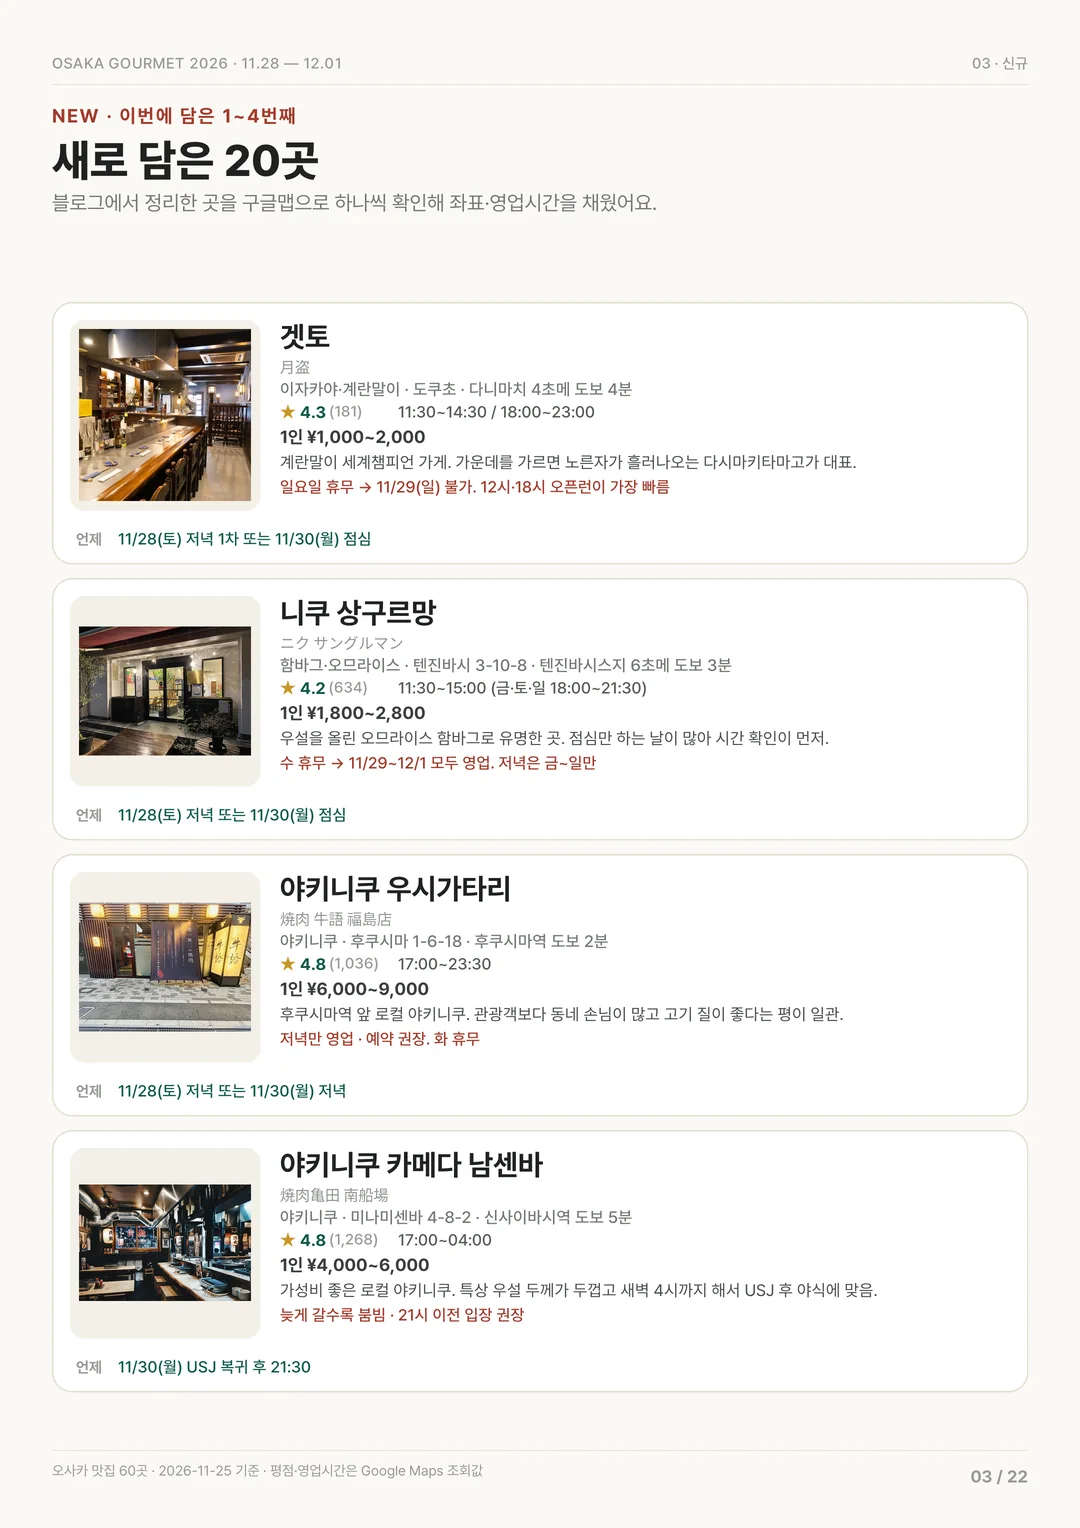 OSAKA GOURMET 2026 · 11.28 — 12.01
03 · 신규
NEW · 이번에 담은 1~4번째
새로 담은 20곳
블로그에서 정리한 곳을 구글맵으로 하나씩 확인해 좌표·영업시간을 채웠어요.
겟토
月盗
이자카야·계란말이 · 도쿠초 · 다니마치 4초메 도보 4분
★ 4.3 (181) 11:30~14:30 / 18:00~23:00
1인 ¥1,000~2,000
계란말이 세계챔피언 가게. 가운데를 가르면 노른자가 흘러나오는 다시마키타마고가 대표.
일요일 휴무 → 11/29(일) 불가. 12시·18시 오픈런이 가장 빠름
언제 11/28(토) 저녁 1차 또는 11/30(월) 점심
니쿠 상구르망
ニク サングルマン
함바그·오므라이스 · 텐진바시 3-10-8 · 텐진바시스지 6초메 도보 3분
★ 4.2 (634) 11:30~15:00 (금·토·일 18:00~21:30)
1인 ¥1,800~2,800
우설을 올린 오므라이스 함바그로 유명한 곳. 점심만 하는 날이 많아 시간 확인이 먼저.
수 휴무 → 11/29~12/1 모두 영업. 저녁은 금~일만
언제 11/28(토) 저녁 또는 11/30(월) 점심
야키니쿠 우시가타리
焼肉 牛語 福島店
야키니쿠 · 후쿠시마 1-6-18 · 후쿠시마역 도보 2분
★ 4.8 (1,036) 17:00~23:30
1인 ¥6,000~9,000
후쿠시마역 앞 로컬 야키니쿠. 관광객보다 동네 손님이 많고 고기 질이 좋다는 평이 일관.
저녁만 영업 · 예약 권장. 화 휴무
언제 11/28(토) 저녁 또는 11/30(월) 저녁
야키니쿠 카메다 남센바
焼肉亀田 南船場
야키니쿠 · 미나미센바 4-8-2 · 신사이바시역 도보 5분
★ 4.8 (1,268) 17:00~04:00
1인 ¥4,000~6,000
가성비 좋은 로컬 야키니쿠. 특상 우설 두께가 두껍고 새벽 4시까지 해서 USJ 후 야식에 맞음.
늦게 갈수록 붐빔 · 21시 이전 입장 권장
언제 11/30(월) USJ 복귀 후 21:30
오사카 맛집 60곳 · 2026-11-25 기준 · 평점·영업시간은 Google Maps 조회값
03 / 22